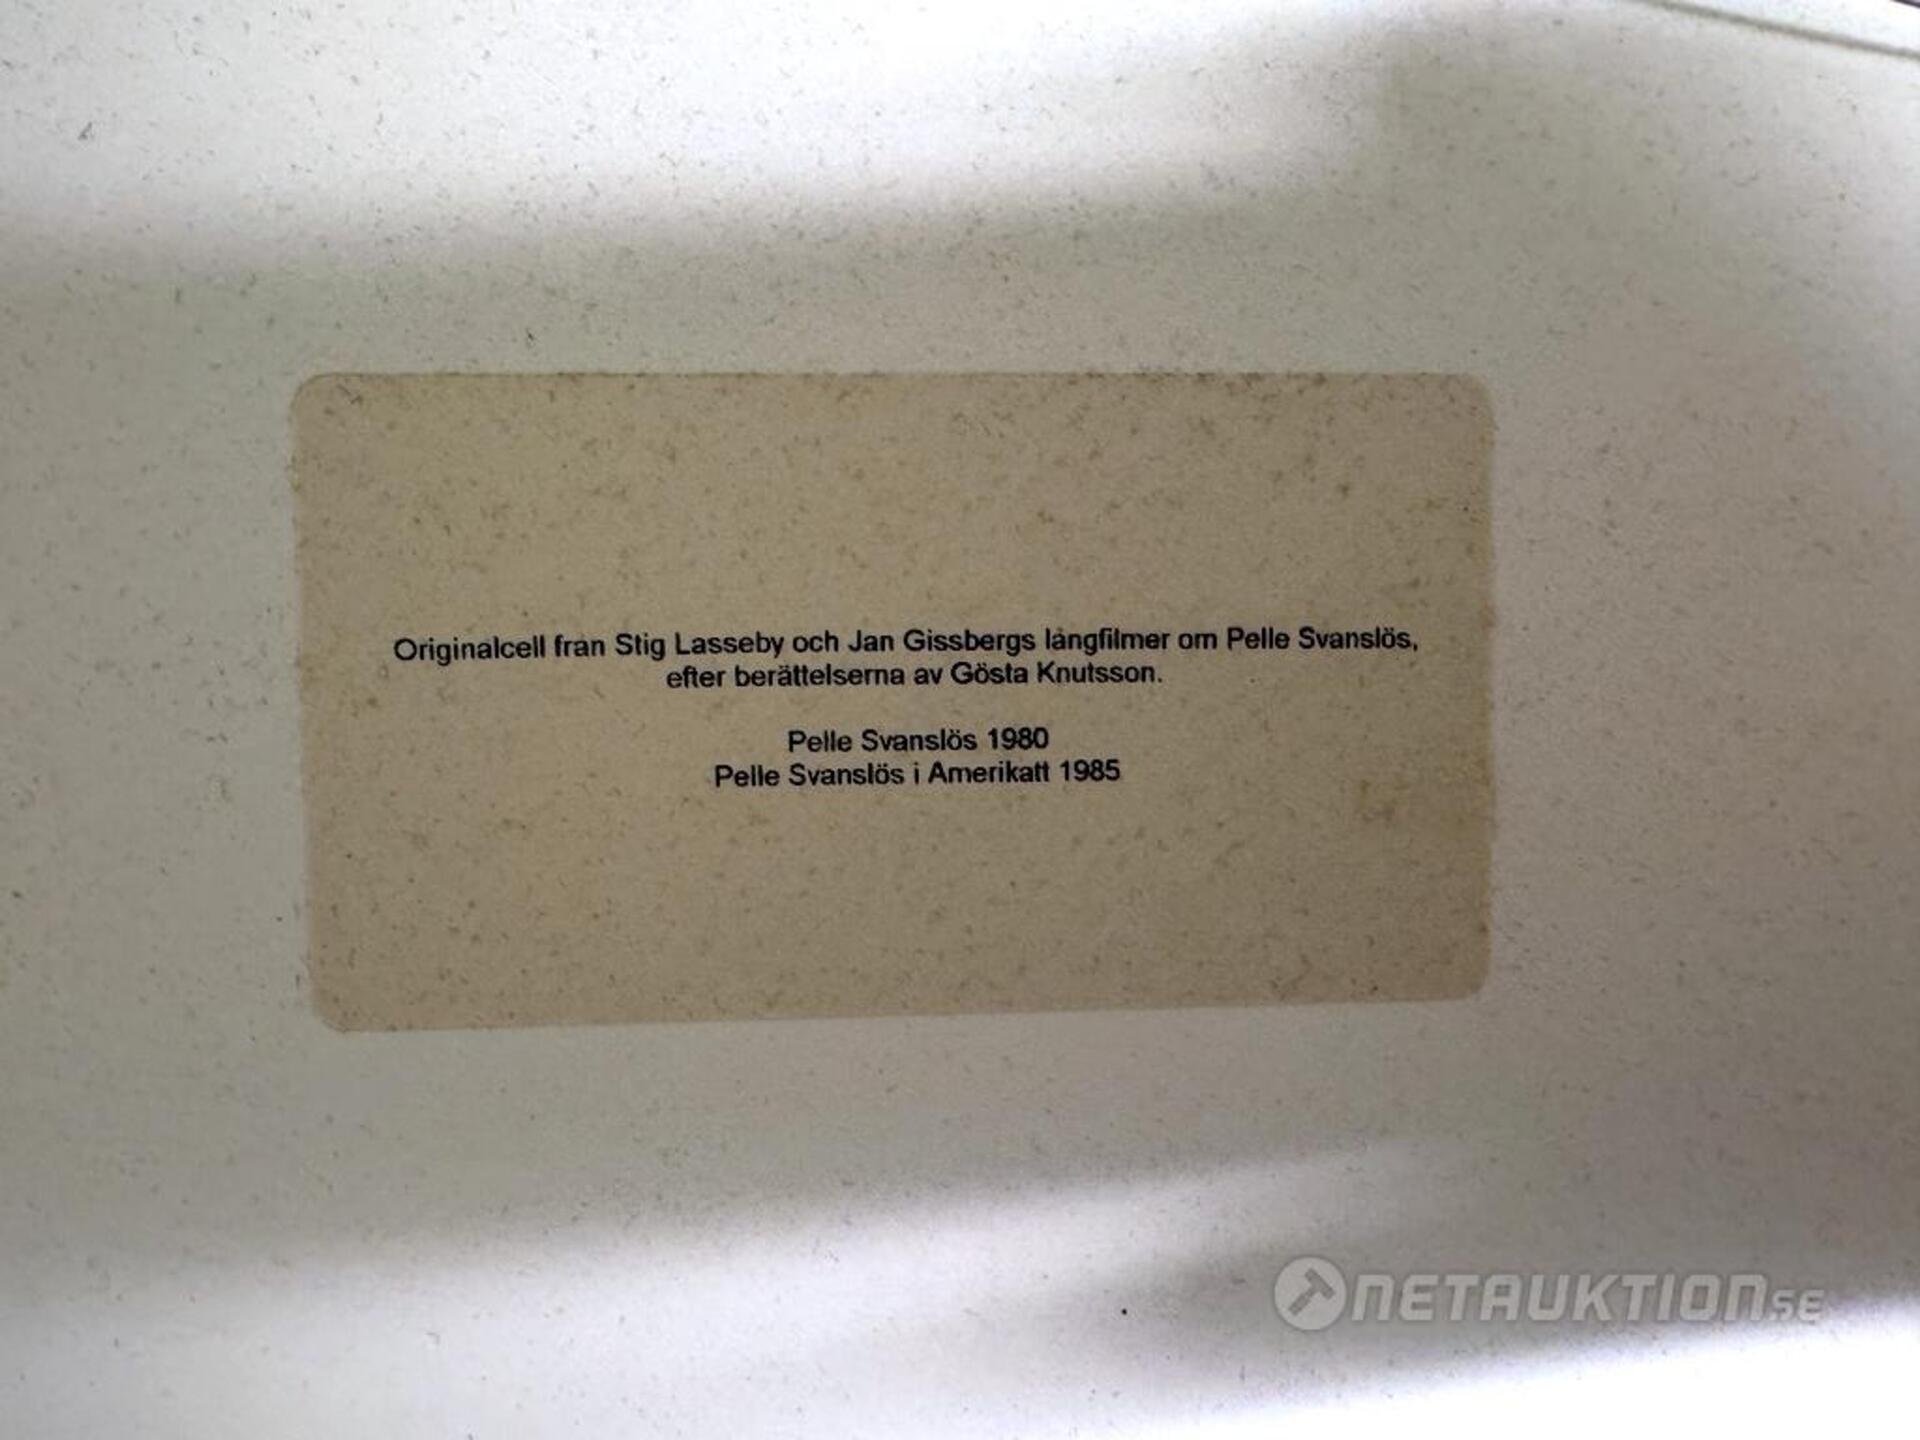 Originalcell från Stig Lasseby och Jan Gissbergs långfilmer om Pelle Svanslös,
efter berättelserna av Gösta Knutsson.
Pelle Svanslös 1980
Pelle Svanslös i Amerikatt 1985
NETAUKTION.SE